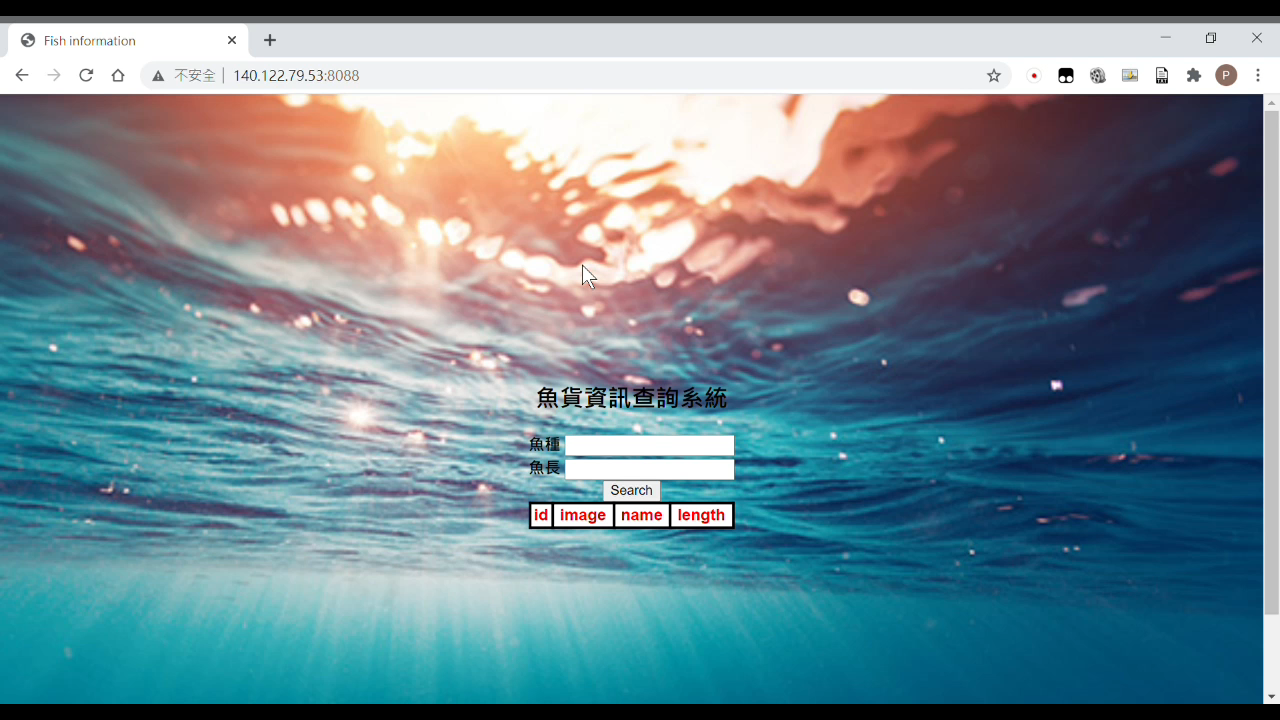 Fish information
不安全 140.122.79.53:8088
P
魚貨資訊查詢系統
魚種
魚長
Search
id image name length